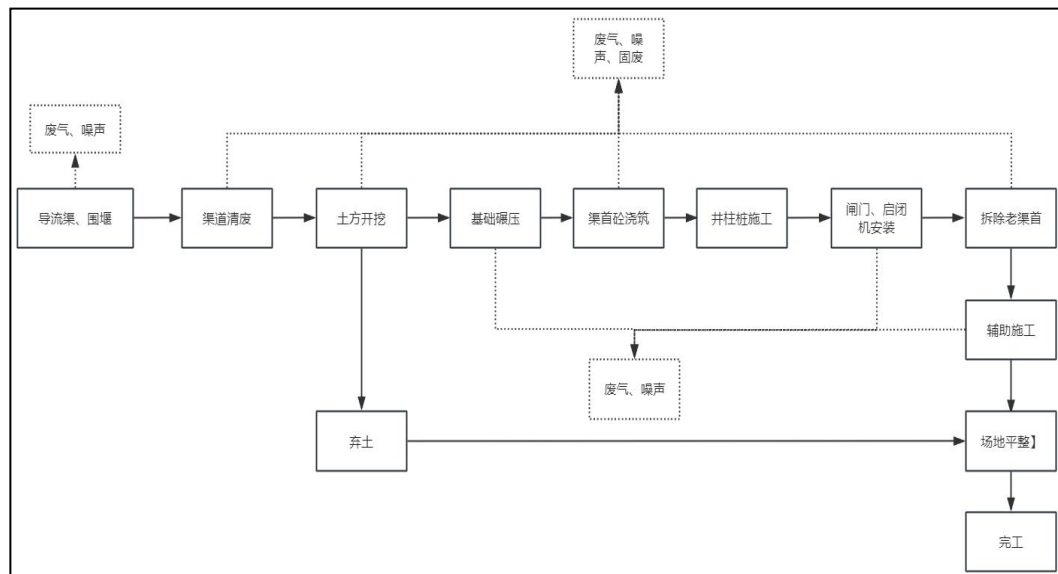 废气、噪
声、固废
废气、噪声
导流渠、围堰
渠道清废
土方开挖
基础碾压
渠首砼浇筑
井柱桩施工
闸门、启闭
机安装
拆除老渠首
辅助施工
废气、噪声
弃土
场地平整】
完工